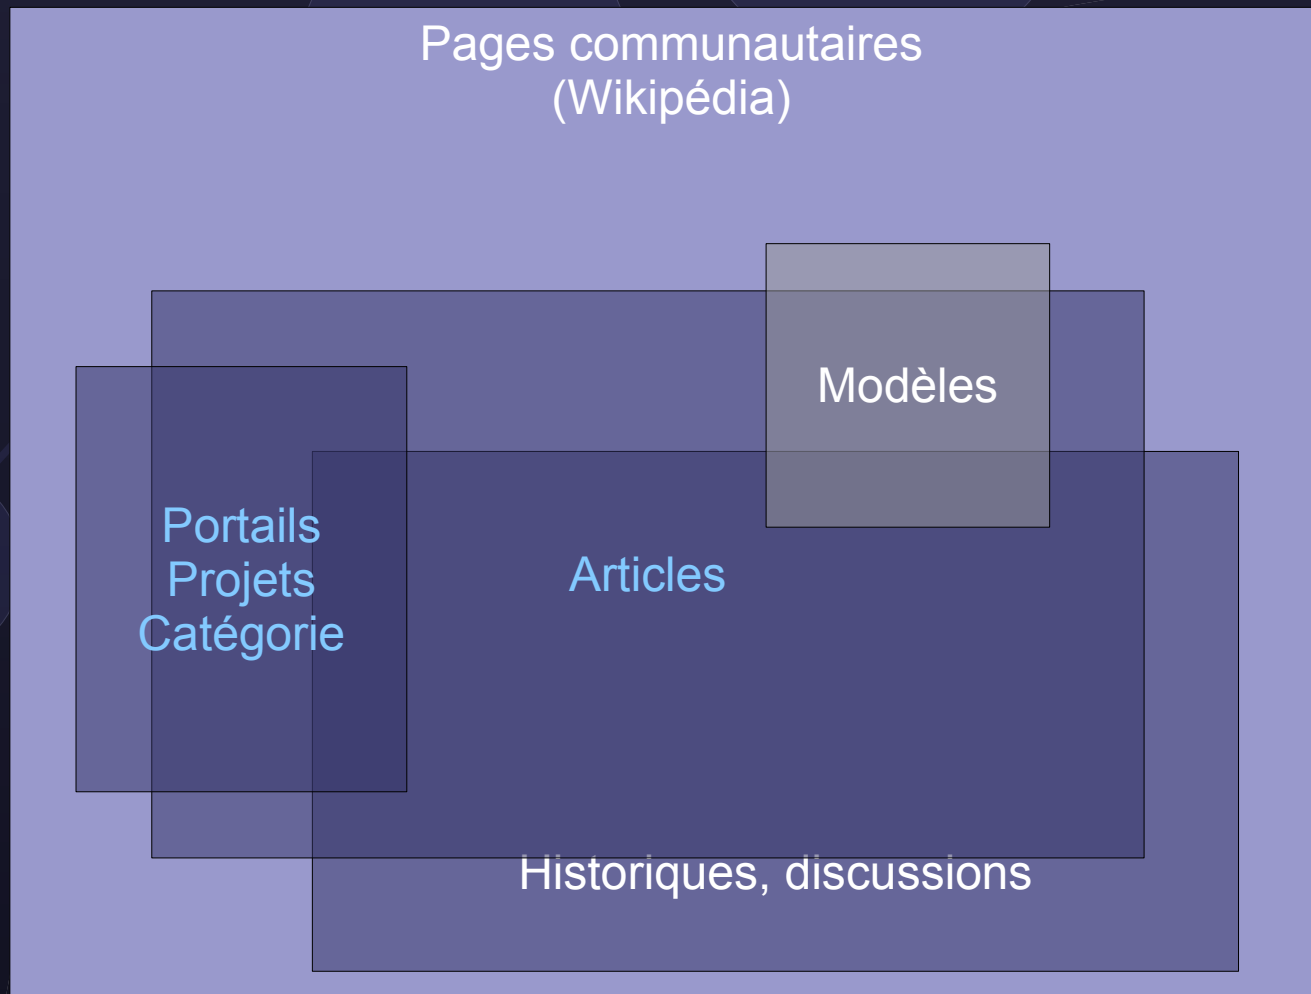 Pages communautaires
(Wikipédia)
Modèles
Portails
Projets
Catégorie
Articles
Historiques, discussions